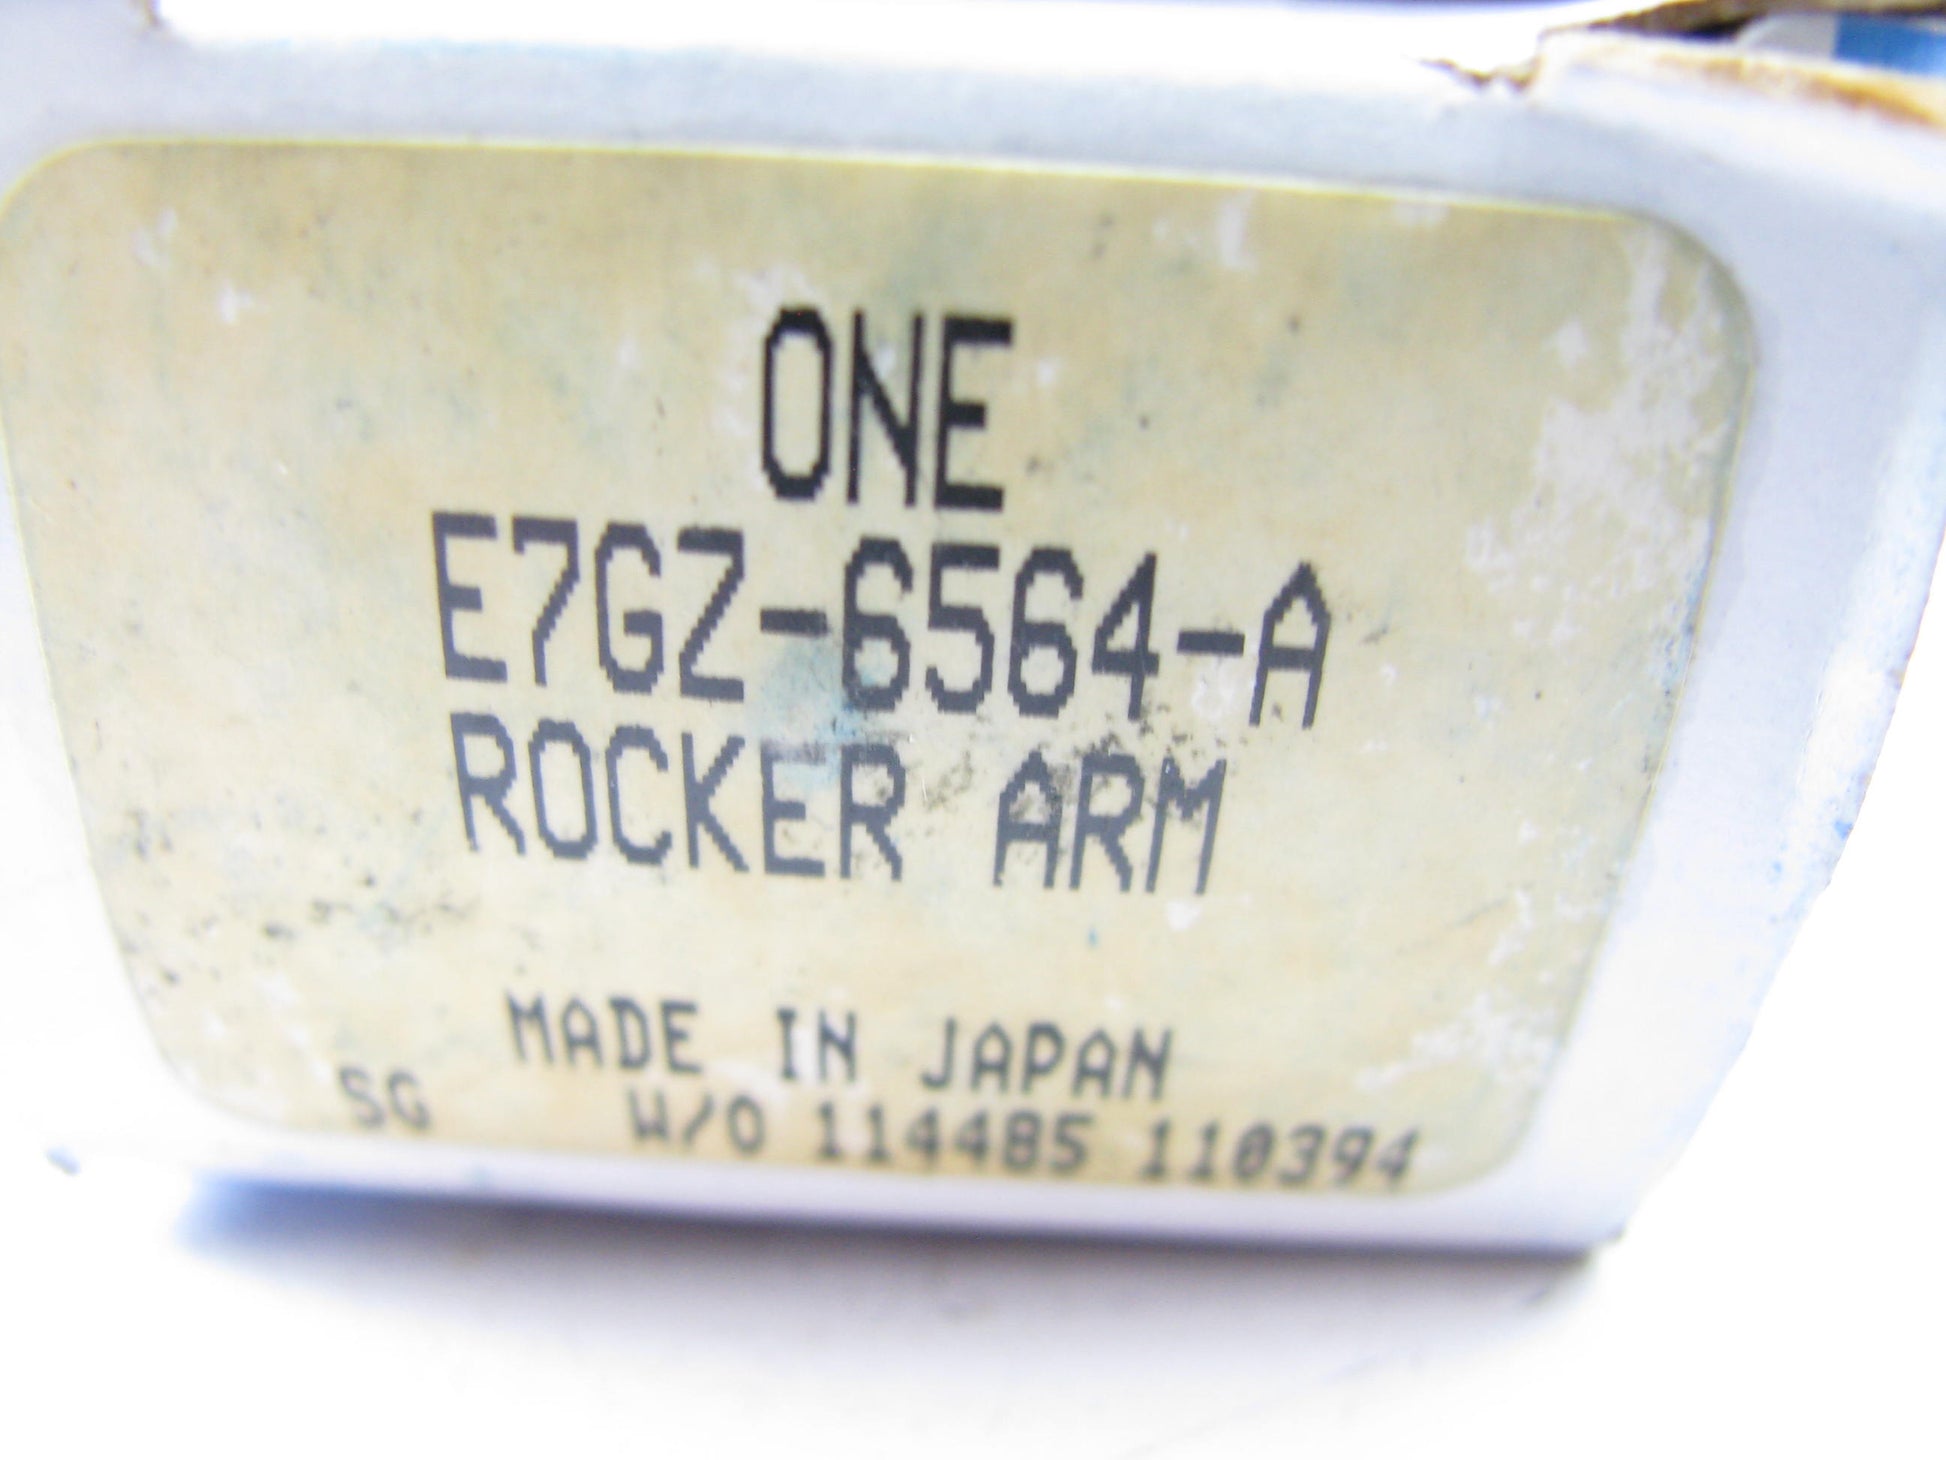 ONE
E7GZ-6564-A
ROCKER ARM
MADE IN JAPAN
SG W/O 114485 110394